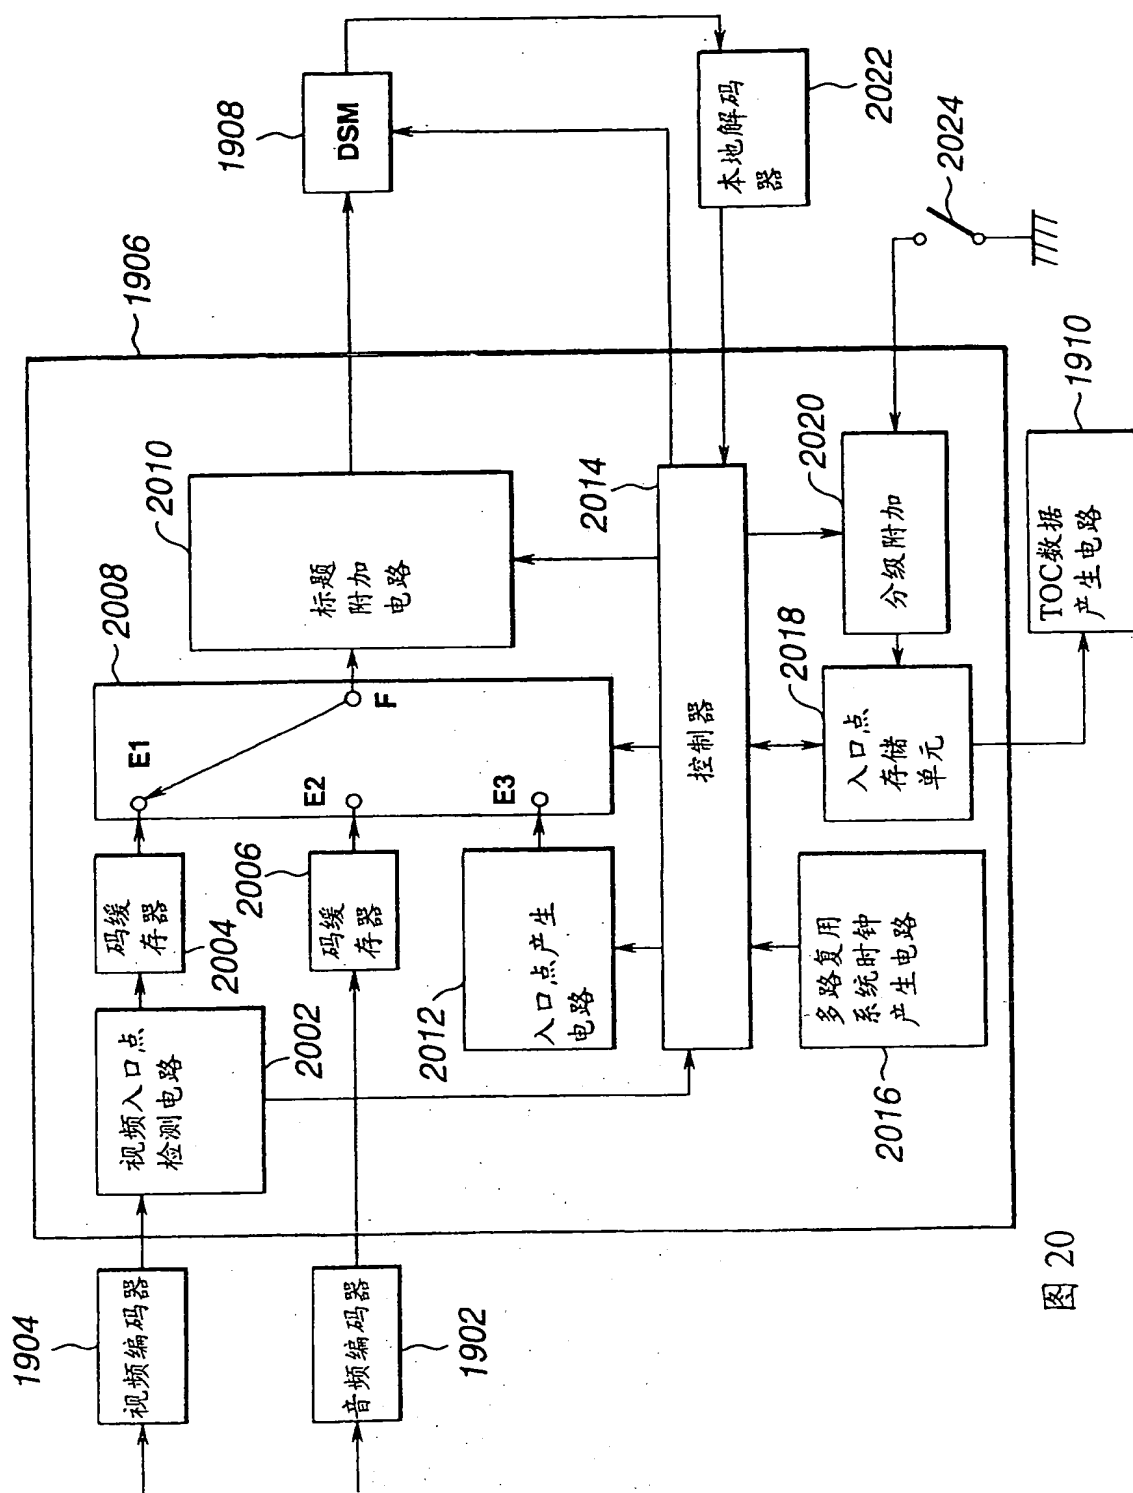 1904
视频编码器
1902
音频编码器
1906
视频入口点
检测电路
2002
码缓
存器
2004
码缓
存器
2006
2008
E1
E2
E3
F
2010
标题
附加
电路
2012
入口点产生
电路
2014
控制器
2016
多路复用
系统时钟
产生电路
2018
入口点
存储
单元
2020
分级附加
1908
DSM
2022
本地解码
器
2024
1910
TOC数据
产生电路
图 20